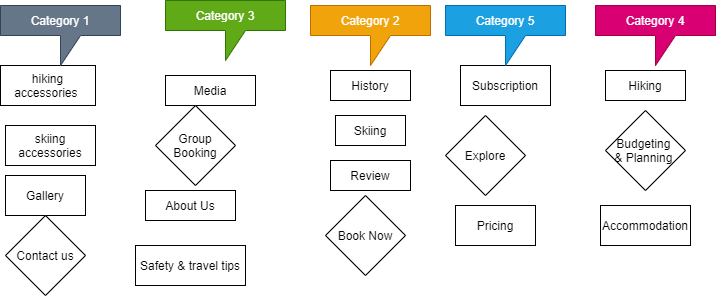 Category 1
hiking
accessories
skiing
accessories
Gallery
Contact us
Category 3
Media
Group
Booking
About Us
Safety & travel tips
Category 2
History
Skiing
Review
Book Now
Category 5
Subscription
Explore
Pricing
Category 4
Hiking
Budgeting
& Planning
Accommodation